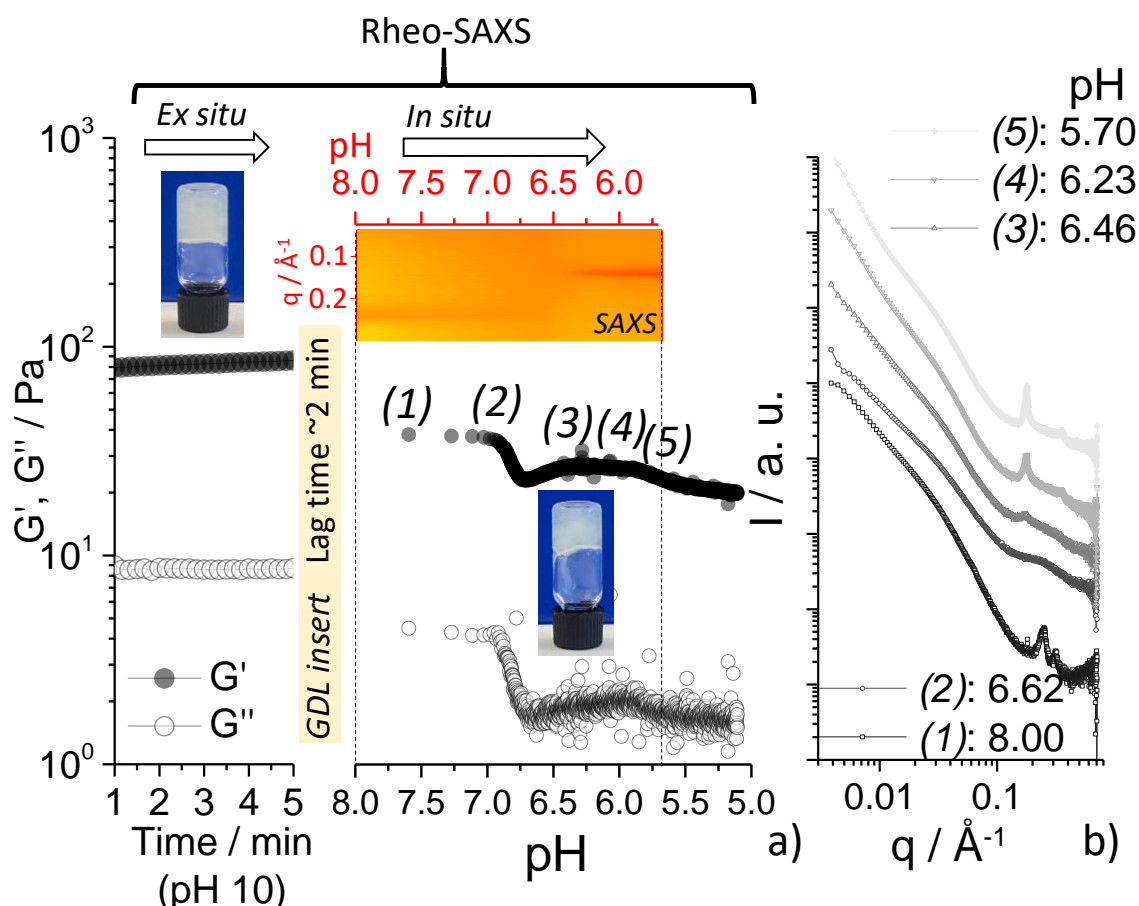 Rheo-SAXS
Ex situ
In situ
pH
8.0 7.5 7.0 6.5 6.0
q / Å⁻¹
0.1
0.2
SAXS
G', G'' / Pa
10³
10²
10¹
10⁰
GDL insert Lag time ~2 min
(1) (2) (3) (4) (5)
G'
G''
1 2 3 4 5
Time / min
(pH 10)
8.0 7.5 7.0 6.5 6.0 5.5 5.0
pH
a)
I / a. u.
pH
(5): 5.70
(4): 6.23
(3): 6.46
(2): 6.62
(1): 8.00
0.01 0.1
q / Å⁻¹
b)